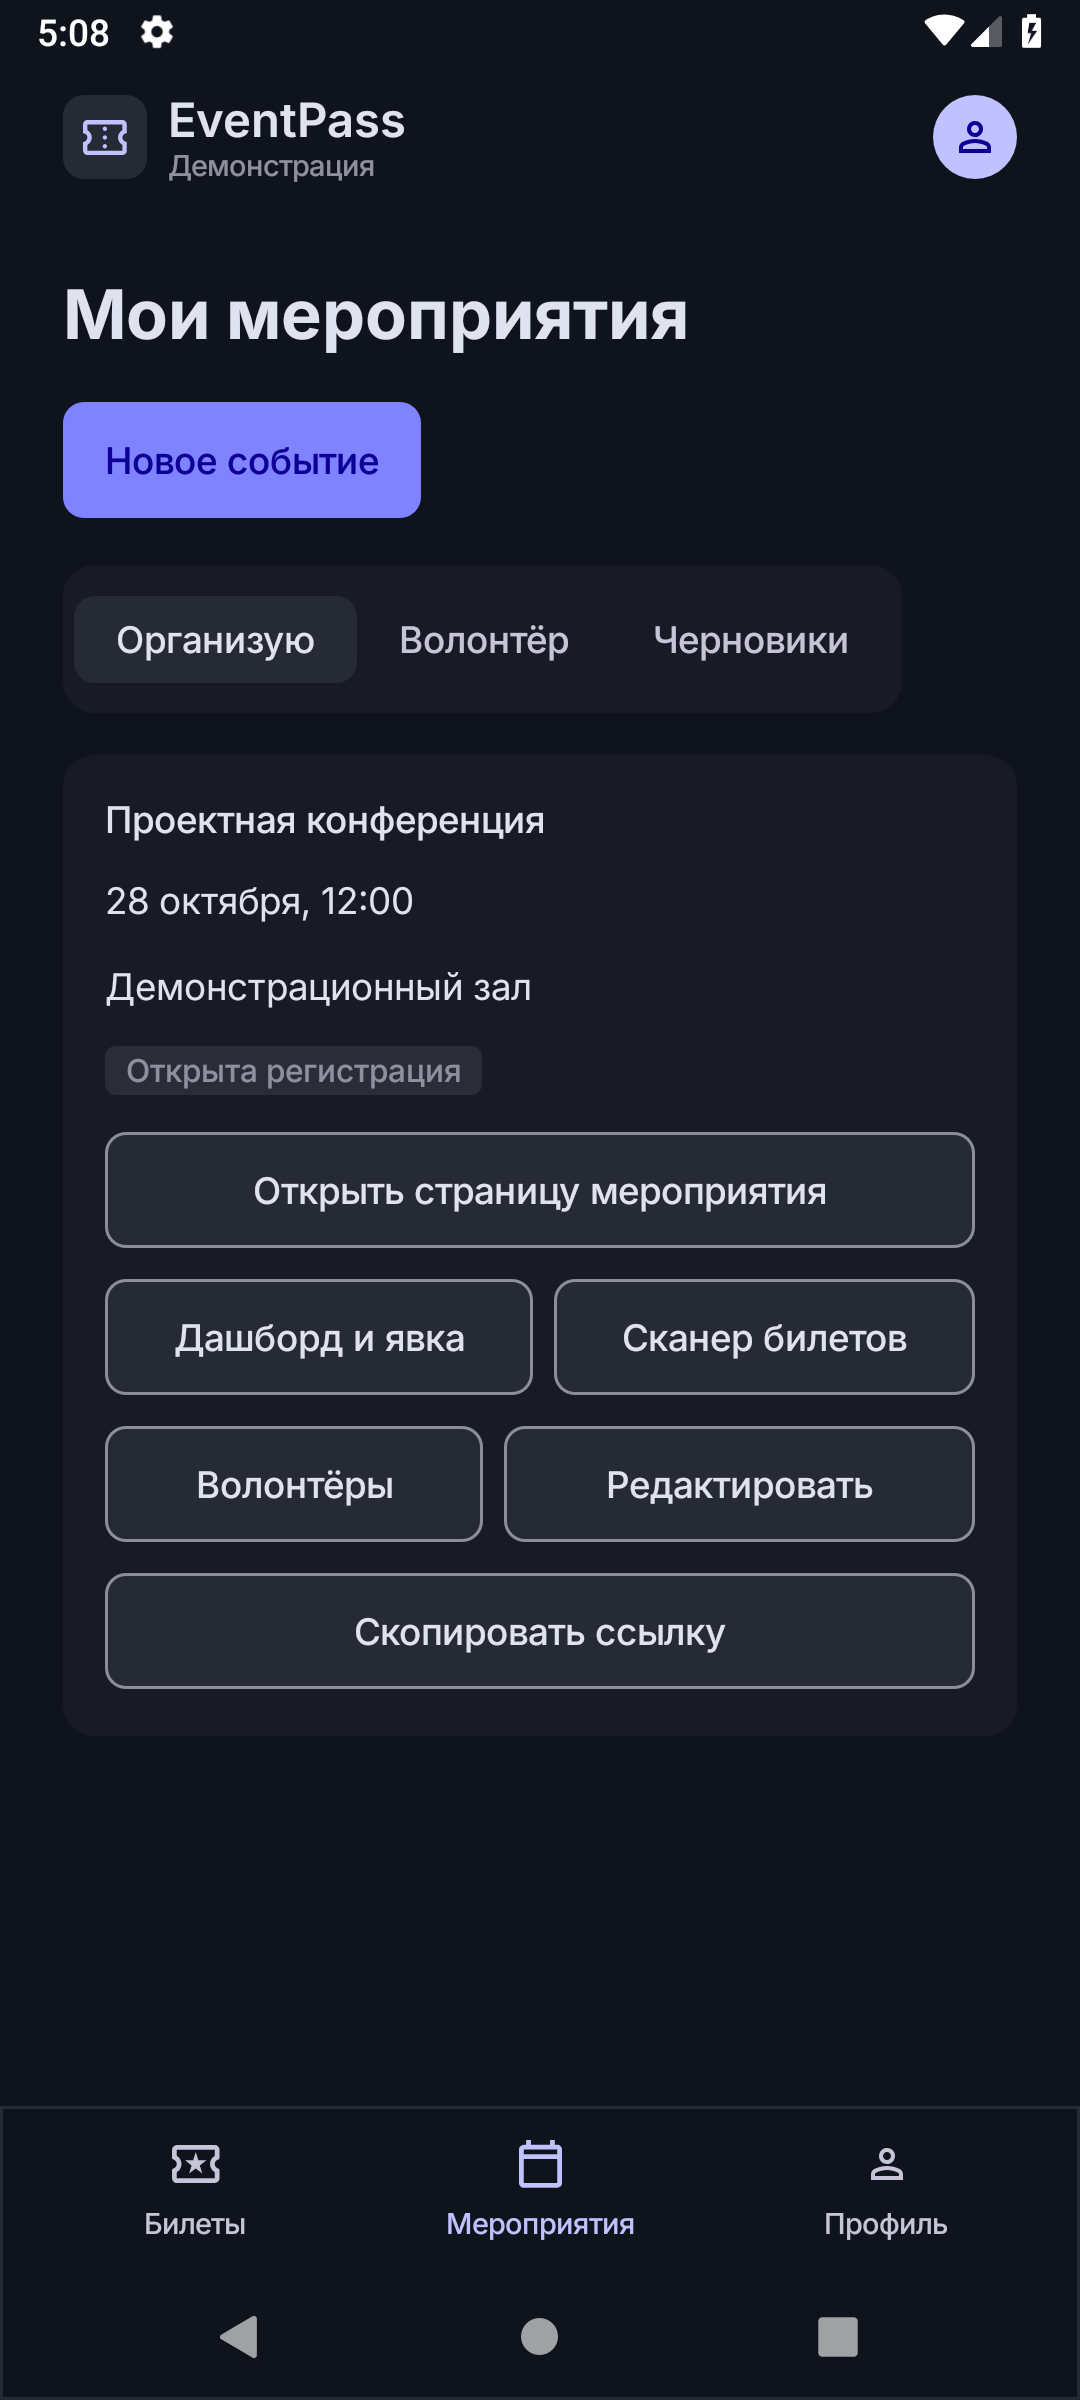 5:08
EventPass
Демонстрация
Мои мероприятия
Новое событие
Организую Волонтёр Черновики
Проектная конференция
28 октября, 12:00
Демонстрационный зал
Открыта регистрация
Открыть страницу мероприятия
Дашборд и явка Сканер билетов
Волонтёры Редактировать
Скопировать ссылку
Билеты Мероприятия Профиль